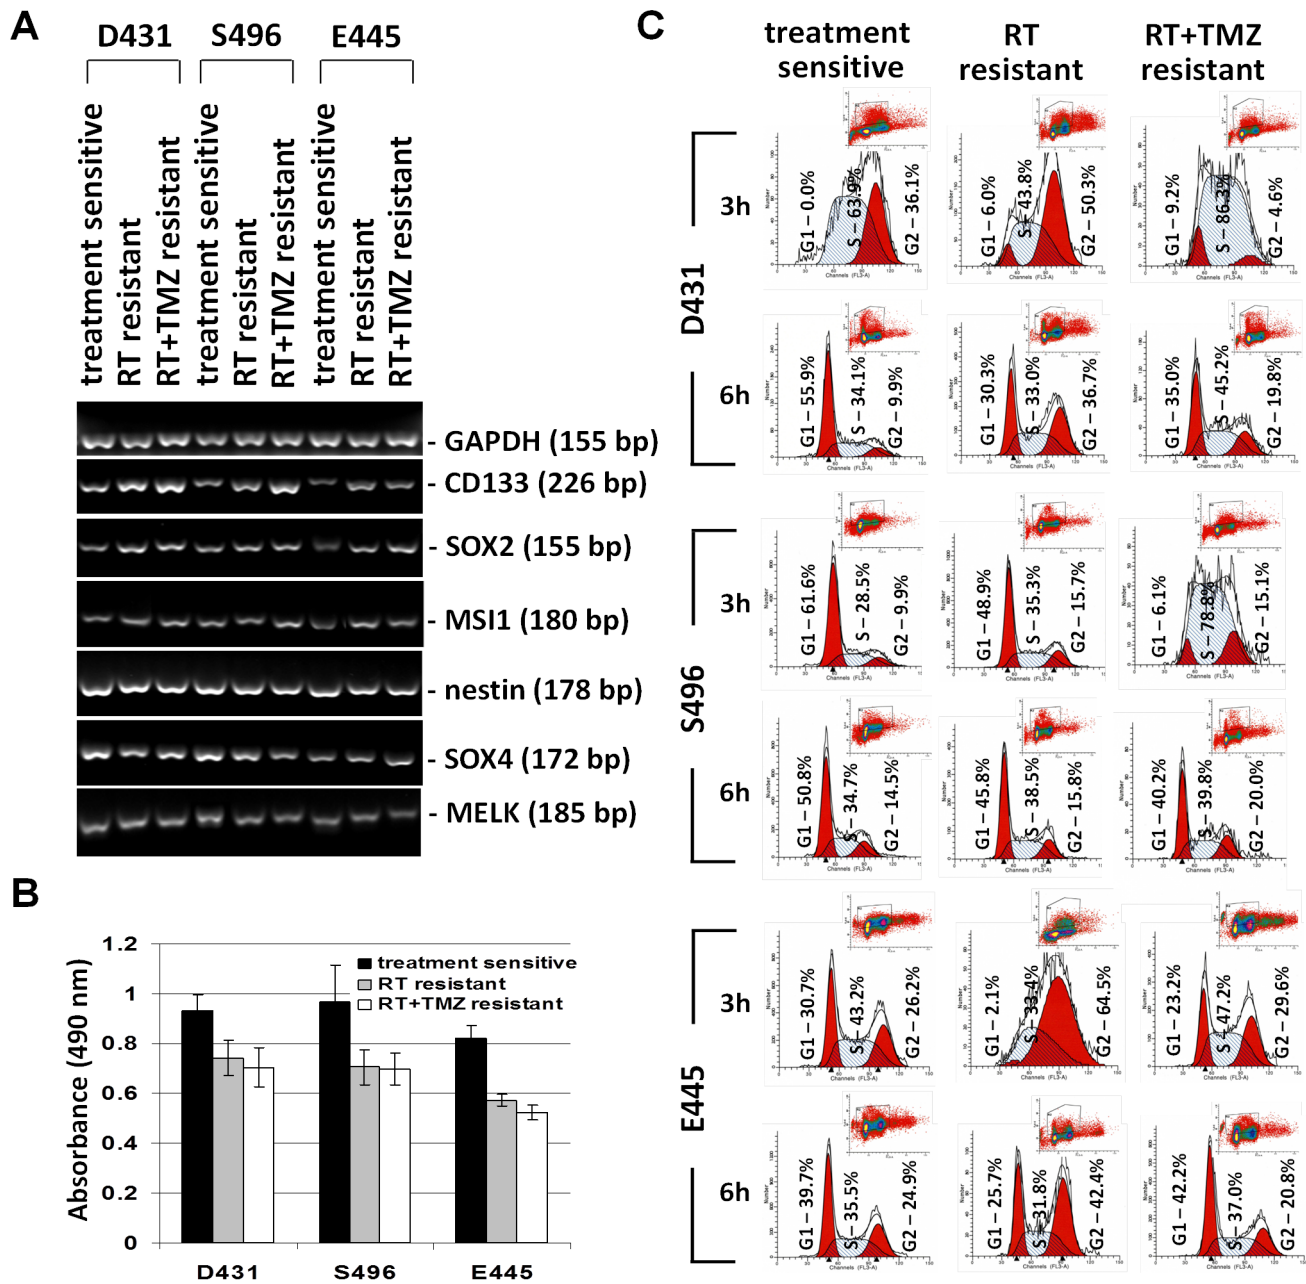 A
D431 S496 E445
treatment sensitive
RT resistant
RT+TMZ resistant
treatment sensitive
RT resistant
RT+TMZ resistant
treatment sensitive
RT resistant
RT+TMZ resistant
- GAPDH (155 bp)
- CD133 (226 bp)
- SOX2 (155 bp)
- MSI1 (180 bp)
- nestin (178 bp)
- SOX4 (172 bp)
- MELK (185 bp)
B
Absorbance (490 nm)
1.2
1
0.8
0.6
0.4
0.2
0
treatment sensitive
RT resistant
RT+TMZ resistant
D431 S496 E445
C
treatment sensitive
RT resistant
RT+TMZ resistant
D431
3h
G1 – 0.0%
S – 63.9%
G2 – 36.1%
G1 – 6.0%
S – 43.8%
G2 – 50.3%
G1 – 9.2%
S – 86.3%
G2 – 4.6%
6h
G1 – 55.9%
S – 34.1%
G2 – 9.9%
G1 – 30.3%
S – 33.0%
G2 – 36.7%
G1 – 35.0%
S – 45.2%
G2 – 19.8%
S496
3h
G1 – 61.6%
S – 28.5%
G2 – 9.9%
G1 – 48.9%
S – 35.3%
G2 – 15.7%
G1 – 6.1%
S – 78.8%
G2 – 15.1%
6h
G1 – 50.8%
S – 34.7%
G2 – 14.5%
G1 – 45.8%
S – 38.5%
G2 – 15.8%
G1 – 40.2%
S – 39.8%
G2 – 20.0%
E445
3h
G1 – 30.7%
S – 43.2%
G2 – 26.2%
G1 – 2.1%
S – 33.4%
G2 – 64.5%
G1 – 23.2%
S – 47.2%
G2 – 29.6%
6h
G1 – 39.7%
S – 35.5%
G2 – 24.9%
G1 – 25.7%
S – 31.8%
G2 – 42.4%
G1 – 42.2%
S – 37.0%
G2 – 20.8%
Number
Channels (FL3-A)